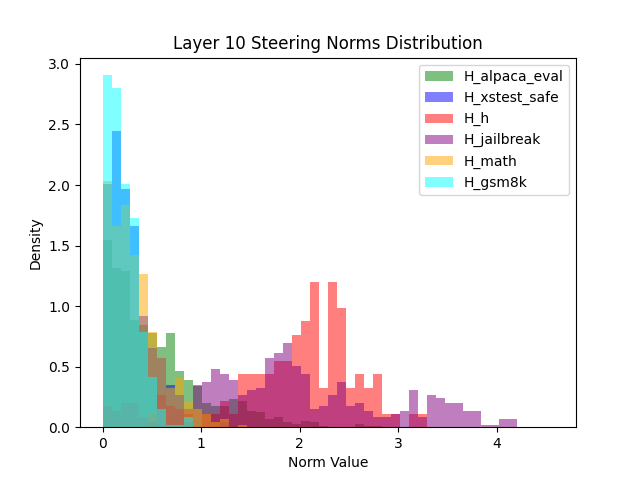 Layer 10 Steering Norms Distribution
3.0
2.5
2.0
1.5
1.0
0.5
0.0
Density
H_alpaca_eval
H_xstest_safe
H_h
H_jailbreak
H_math
H_gsm8k
0 1 2 3 4
Norm Value